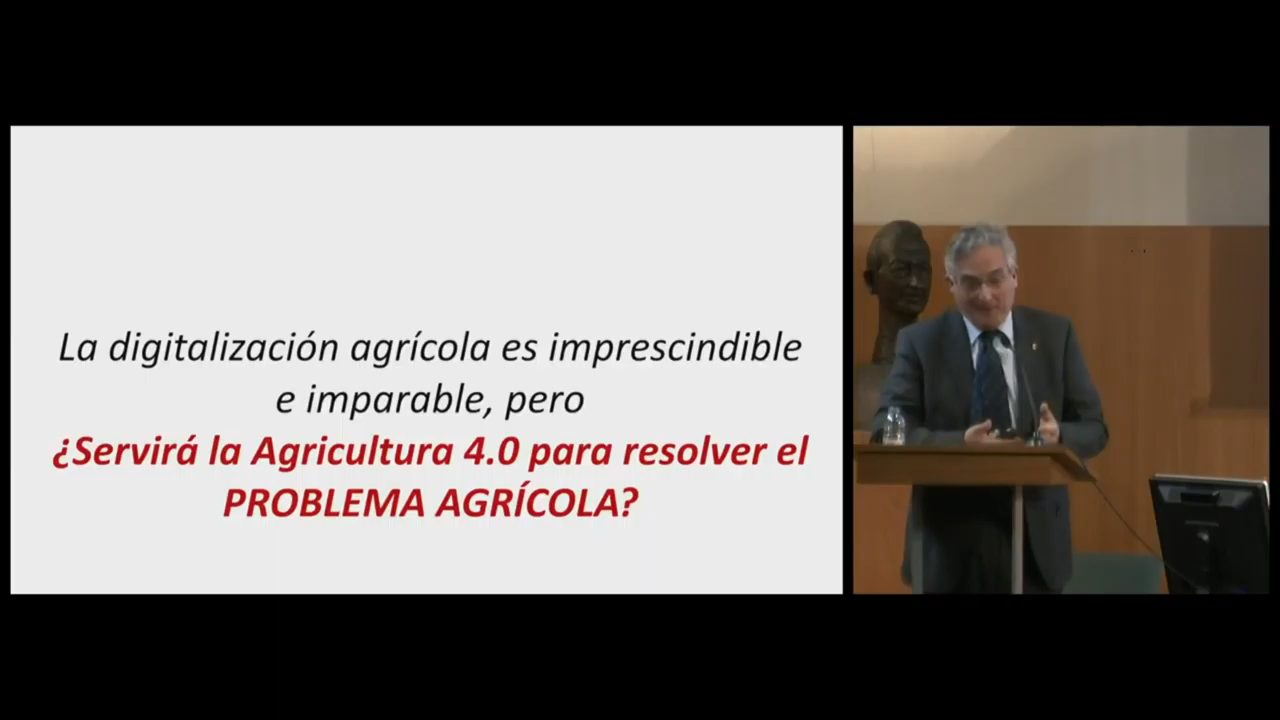 La digitalización agrícola es imprescindible
e imparable, pero
¿Servirá la Agricultura 4.0 para resolver el
PROBLEMA AGRÍCOLA?